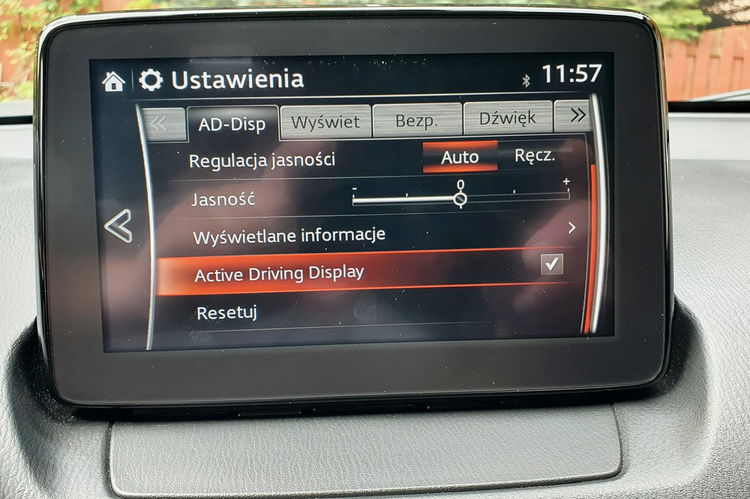 Ustawienia 11:57
AD-Disp Wyświet Bezp. Dźwięk
Regulacja jasności Auto Ręcz.
Jasność - 0 +
Wyświetlane informacje
Active Driving Display
Resetuj